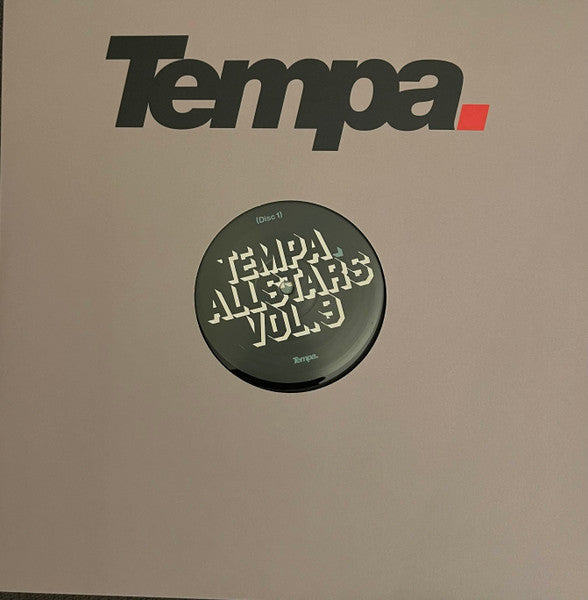 Tempa.
(Disc 1)
TEMPA.
ALLSTARS
VOL.9
Tempa.